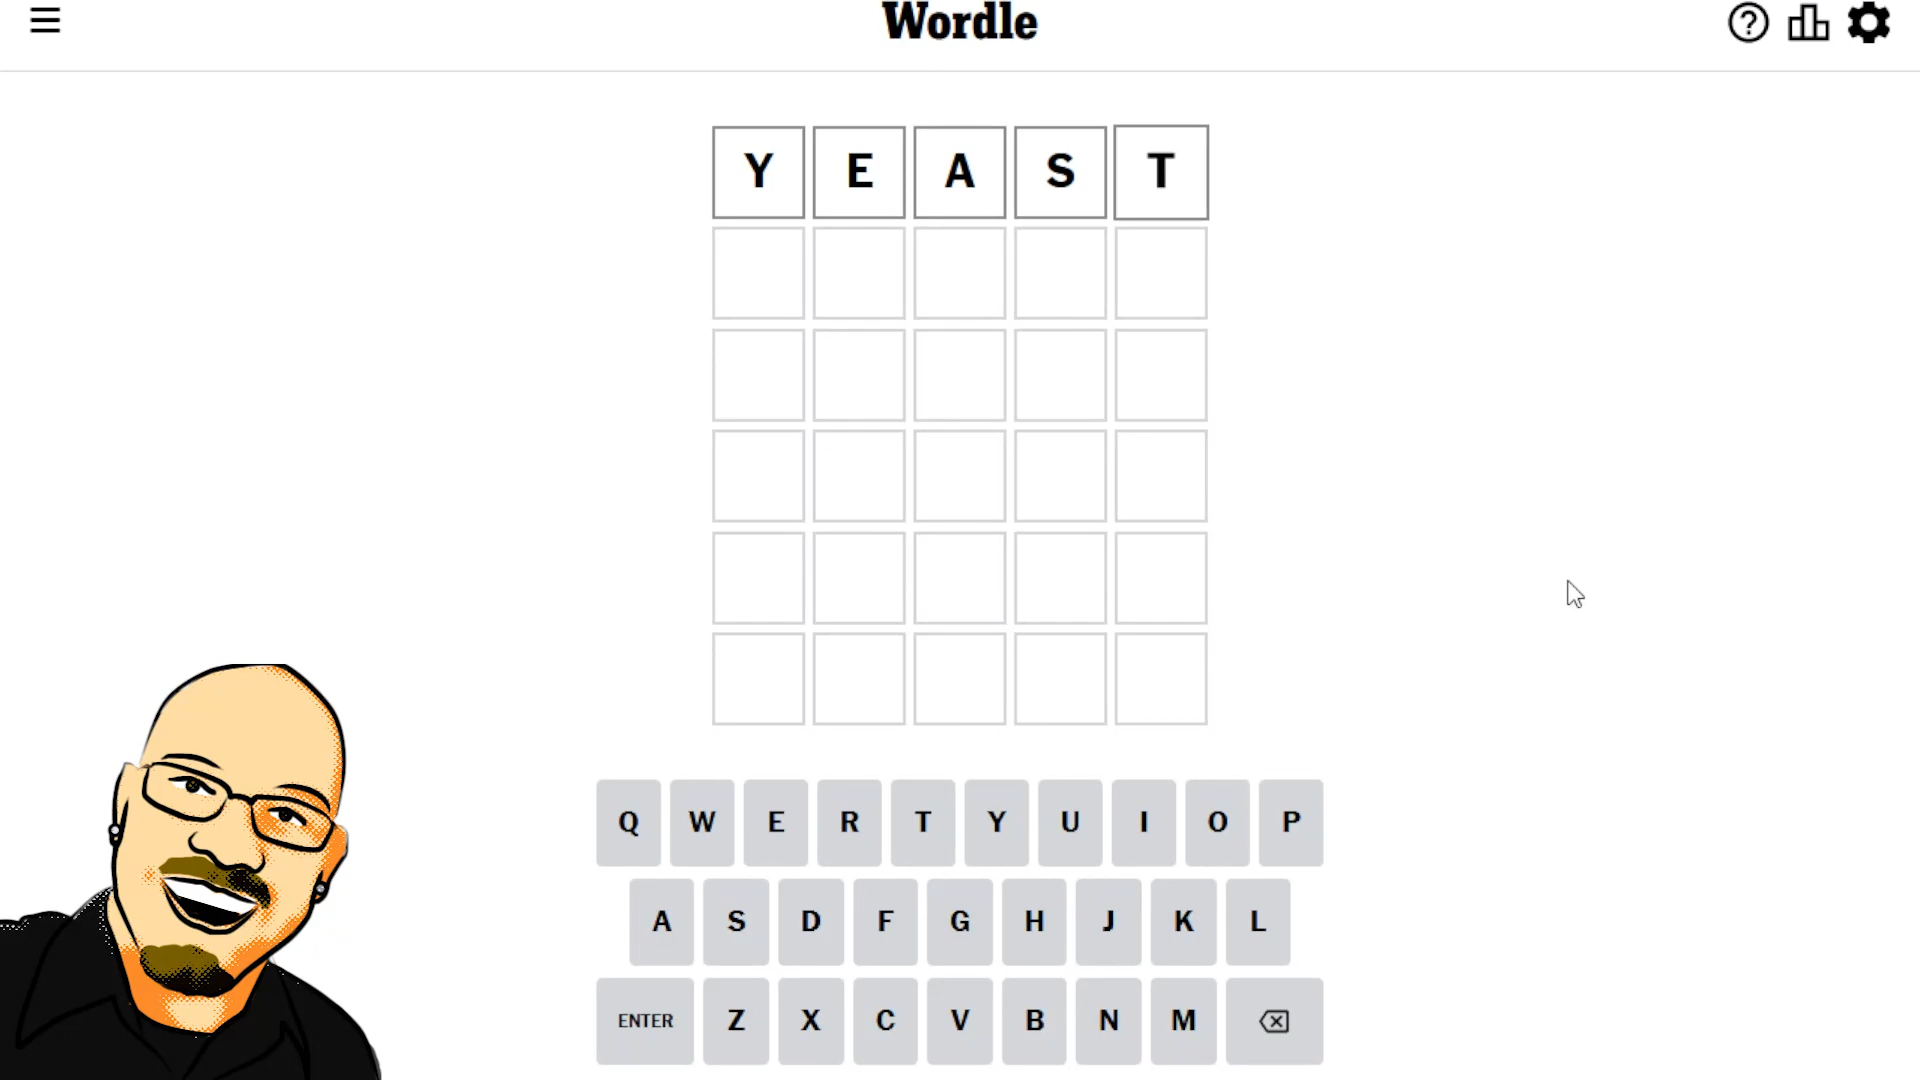 Wordle
Y E A S T
Q W E R T Y U I O P
A S D F G H J K L
ENTER Z X C V B N M